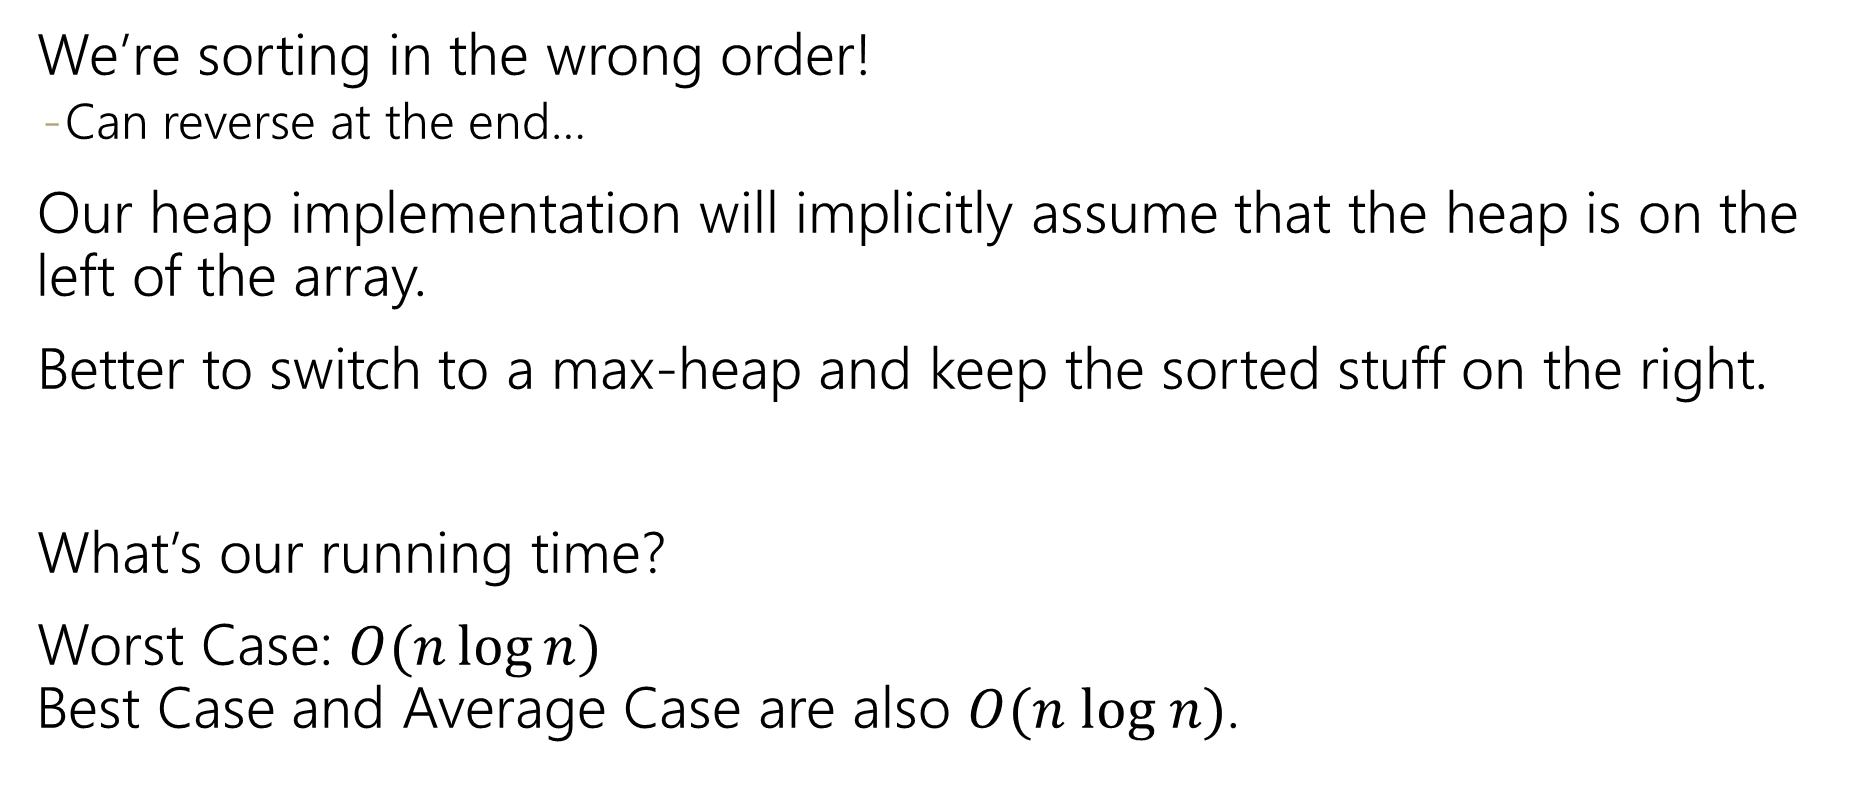 We’re sorting in the wrong order!
-Can reverse at the end…
Our heap implementation will implicitly assume that the heap is on the
left of the array.
Better to switch to a max-heap and keep the sorted stuff on the right.
What’s our running time?
Worst Case: 𝑂(𝑛 log 𝑛)
Best Case and Average Case are also 𝑂(𝑛 log 𝑛).